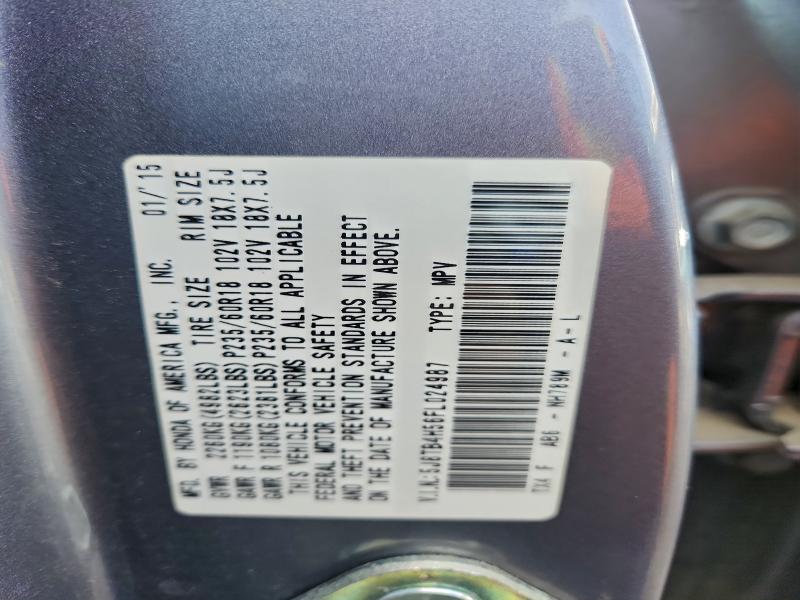 MFD. BY HONDA OF AMERICA MFG., INC. 01/'15
TIRE SIZE RIM SIZE
GVWR 2260KG(4982LBS)
GAWR F 1190KG(2623LBS) P235/60R18 102V 18X7.5J
GAWR R 1080KG(2381LBS) P235/60R18 102V 18X7.5J
THIS VEHICLE CONFORMS TO ALL APPLICABLE
FEDERAL MOTOR VEHICLE SAFETY
AND THEFT PREVENTION STANDARDS IN EFFECT
ON THE DATE OF MANUFACTURE SHOWN ABOVE.
V.I.N.:5J8TB4H56FL024987 TYPE: MPV
TX4 F AB6 - NH789M - A - L